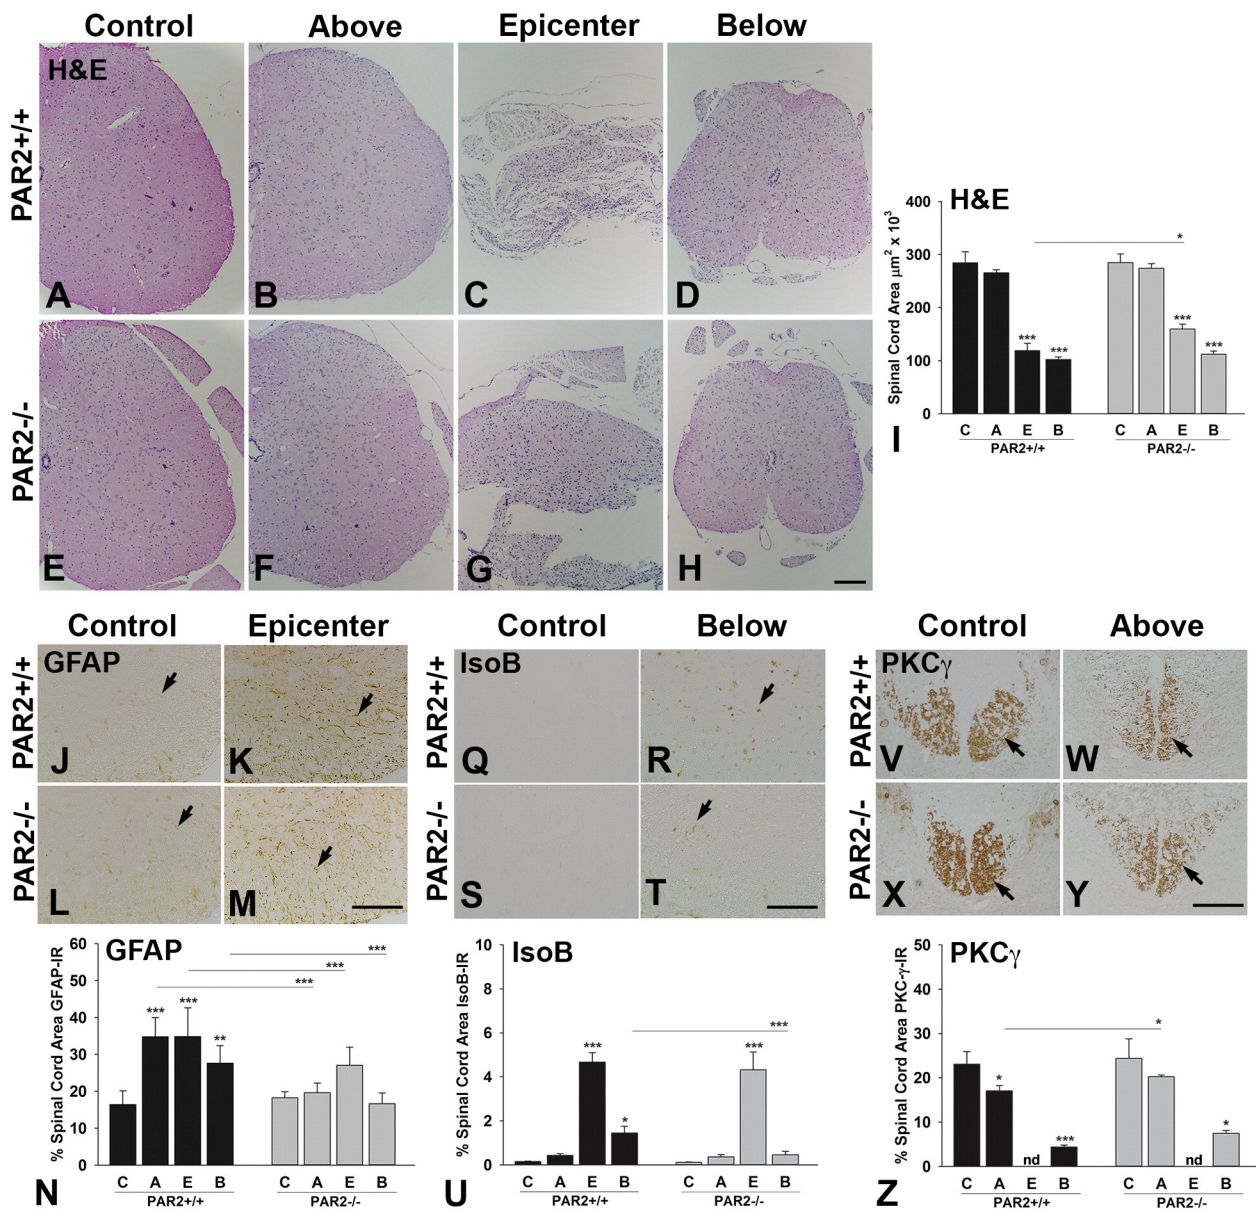 Control Above Epicenter Below
PAR2+/+
H&E
A B C D
PAR2-/-
E F G H
H&E
Spinal Cord Area μm² x 10³
400
300
200
100
0
*
*** *** *** ***
C A E B C A E B
PAR2+/+ PAR2-/-
I
Control Epicenter
PAR2+/+
GFAP
J K
PAR2-/-
L M
Control Below
PAR2+/+
IsoB
Q R
PAR2-/-
S T
Control Above
PAR2+/+
PKCγ
V W
PAR2-/-
X Y
GFAP
% Spinal Cord Area GFAP-IR
60
50
40
30
20
10
0
***
***
***
*** *** **
C A E B C A E B
PAR2+/+ PAR2-/-
N
IsoB
% Spinal Cord Area IsoB-IR
10
8
6
4
2
0
***
*** * ***
C A E B C A E B
PAR2+/+ PAR2-/-
U
PKCγ
% Spinal Cord Area PKC-γ-IR
50
40
30
20
10
0
*
* nd *** nd *
C A E B C A E B
PAR2+/+ PAR2-/-
Z